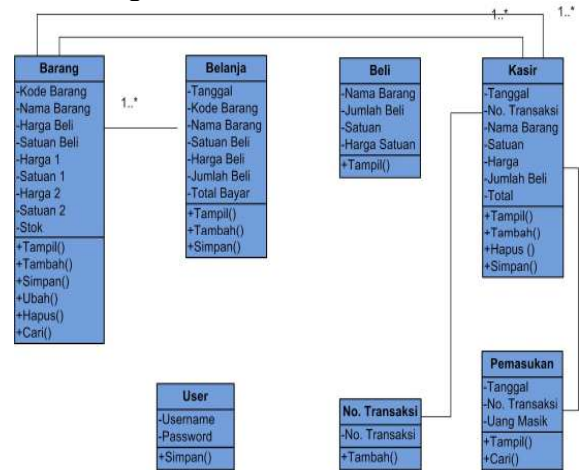 1..*
1..*
Barang
-Kode Barang
-Nama Barang
-Harga Beli
-Satuan Beli
-Harga 1
-Satuan 1
-Harga 2
-Satuan 2
-Stok
+Tampil()
+Tambah()
+Simpan()
+Ubah()
+Hapus()
+Cari()
1..*
Belanja
-Tanggal
-Kode Barang
-Nama Barang
-Satuan Beli
-Harga Beli
-Jumlah Beli
-Total Bayar
+Tampil()
+Tambah()
+Simpan()
Beli
-Nama Barang
-Jumlah Beli
-Satuan
-Harga Satuan
+Tampil()
Kasir
-Tanggal
-No. Transaksi
-Nama Barang
-Satuan
-Harga
-Jumlah Beli
-Total
+Tampil()
+Tambah()
+Hapus ()
+Simpan()
User
-Username
-Password
+Simpan()
No. Transaksi
-No. Transaksi
+Tambah()
Pemasukan
-Tanggal
-No. Transaksi
-Uang Masik
+Tampil()
+Cari()